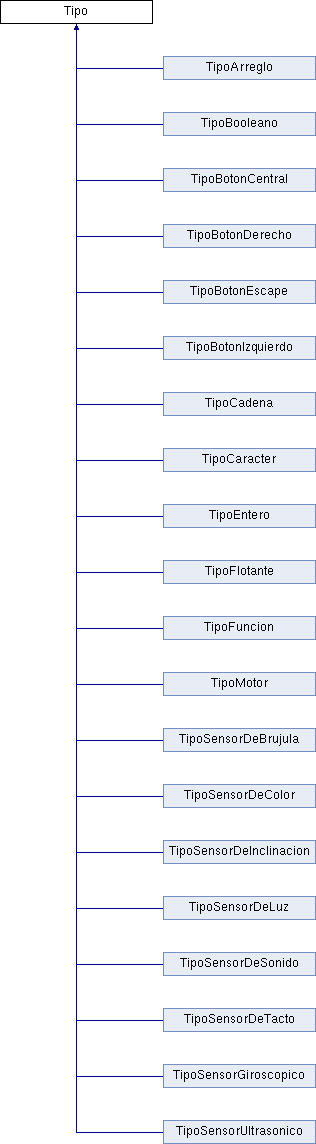 Tipo
TipoArreglo
TipoBooleano
TipoBotonCentral
TipoBotonDerecho
TipoBotonEscape
TipoBotonIzquierdo
TipoCadena
TipoCaracter
TipoEntero
TipoFlotante
TipoFuncion
TipoMotor
TipoSensorDeBrujula
TipoSensorDeColor
TipoSensorDeInclinacion
TipoSensorDeLuz
TipoSensorDeSonido
TipoSensorDeTacto
TipoSensorGiroscopico
TipoSensorUltrasonico